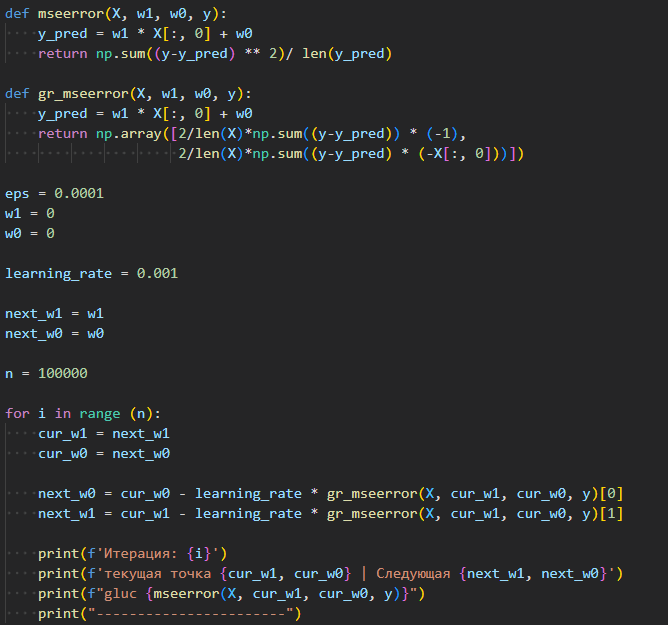 def mseerror(X, w1, w0, y):
    y_pred = w1 * X[:, 0] + w0
    return np.sum((y-y_pred) ** 2)/ len(y_pred)
def gr_mseerror(X, w1, w0, y):
    y_pred = w1 * X[:, 0] + w0
    return np.array([2/len(X)*np.sum((y-y_pred)) * (-1),
                     2/len(X)*np.sum((y-y_pred) * (-X[:, 0]))])
eps = 0.0001
w1 = 0
w0 = 0
learning_rate = 0.001
next_w1 = w1
next_w0 = w0
n = 100000
for i in range (n):
    cur_w1 = next_w1
    cur_w0 = next_w0
    next_w0 = cur_w0 - learning_rate * gr_mseerror(X, cur_w1, cur_w0, y)[0]
    next_w1 = cur_w1 - learning_rate * gr_mseerror(X, cur_w1, cur_w0, y)[1]
    print(f'Итерация: {i}')
    print(f'текущая точка {cur_w1, cur_w0} | Следующая {next_w1, next_w0}')
    print(f"gluc {mseerror(X, cur_w1, cur_w0, y)}")
    print("-----------------------")